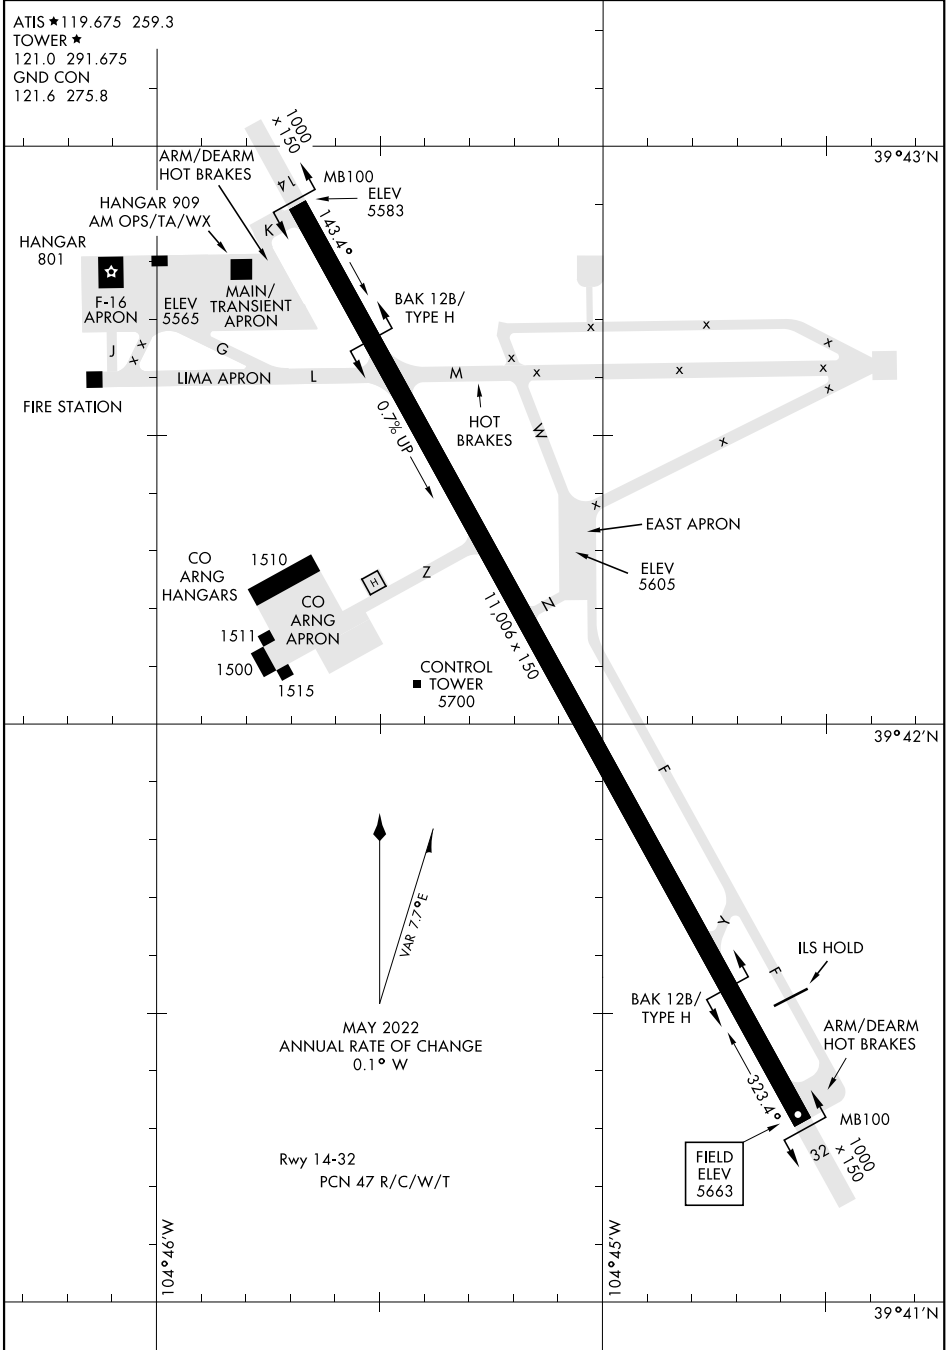 ATIS ★119.675 259.3
TOWER ★
121.0 291.675
GND CON
121.6 275.8
1000
× 150
39°43'N
ARM/DEARM
HOT BRAKES
14
MB100
ELEV
5583
HANGAR 909
AM OPS/TA/WX
K
143.4°
HANGAR
801
F-16
APRON
ELEV
5565
MAIN/
TRANSIENT
APRON
BAK 12B/
TYPE H
x
x
x
J
x
x
G
x
x
x
x
LIMA APRON
L
M
x
FIRE STATION
0.7% UP
HOT
BRAKES
W
x
x
EAST APRON
CO
ARNG
HANGARS
1510
H
Z
ELEV
5605
CO
ARNG
APRON
N
11,006 x 150
1511
1500
1515
CONTROL
TOWER
5700
39°42'N
F
VAR 7.7°E
Y
F
ILS HOLD
BAK 12B/
TYPE H
MAY 2022
ANNUAL RATE OF CHANGE
0.1° W
ARM/DEARM
HOT BRAKES
323.4°
MB100
32
1000
× 150
FIELD
ELEV
5663
Rwy 14-32
PCN 47 R/C/W/T
104°46'W
104°45'W
39°41'N